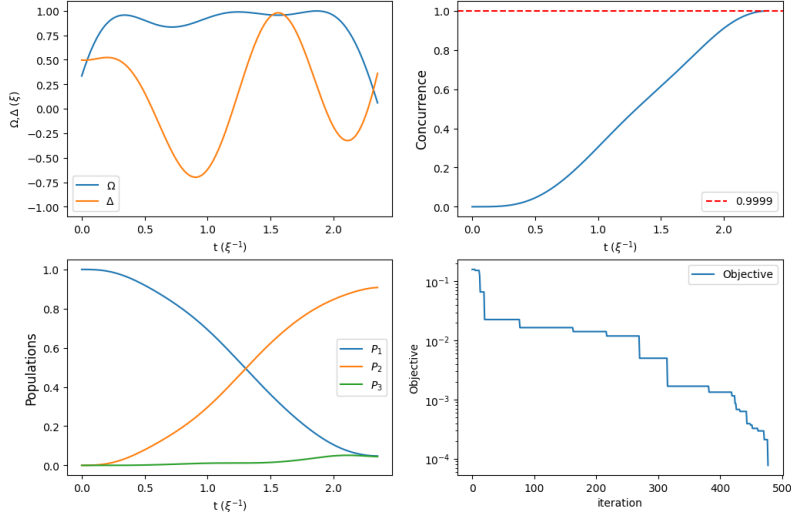 1.00
0.75
0.50
0.25
0.00
−0.25
−0.50
−0.75
−1.00
Ω,Δ (ξ)
Ω
Δ
0.0 0.5 1.0 1.5 2.0
t (ξ⁻¹)
1.0
0.8
0.6
0.4
0.2
0.0
Concurrence
0.9999
0.0 0.5 1.0 1.5 2.0
t (ξ⁻¹)
1.0
0.8
0.6
0.4
0.2
0.0
Populations
P₁
P₂
P₃
0.0 0.5 1.0 1.5 2.0
t (ξ⁻¹)
10⁻¹
10⁻²
10⁻³
10⁻⁴
Objective
Objective
0 100 200 300 400 500
iteration